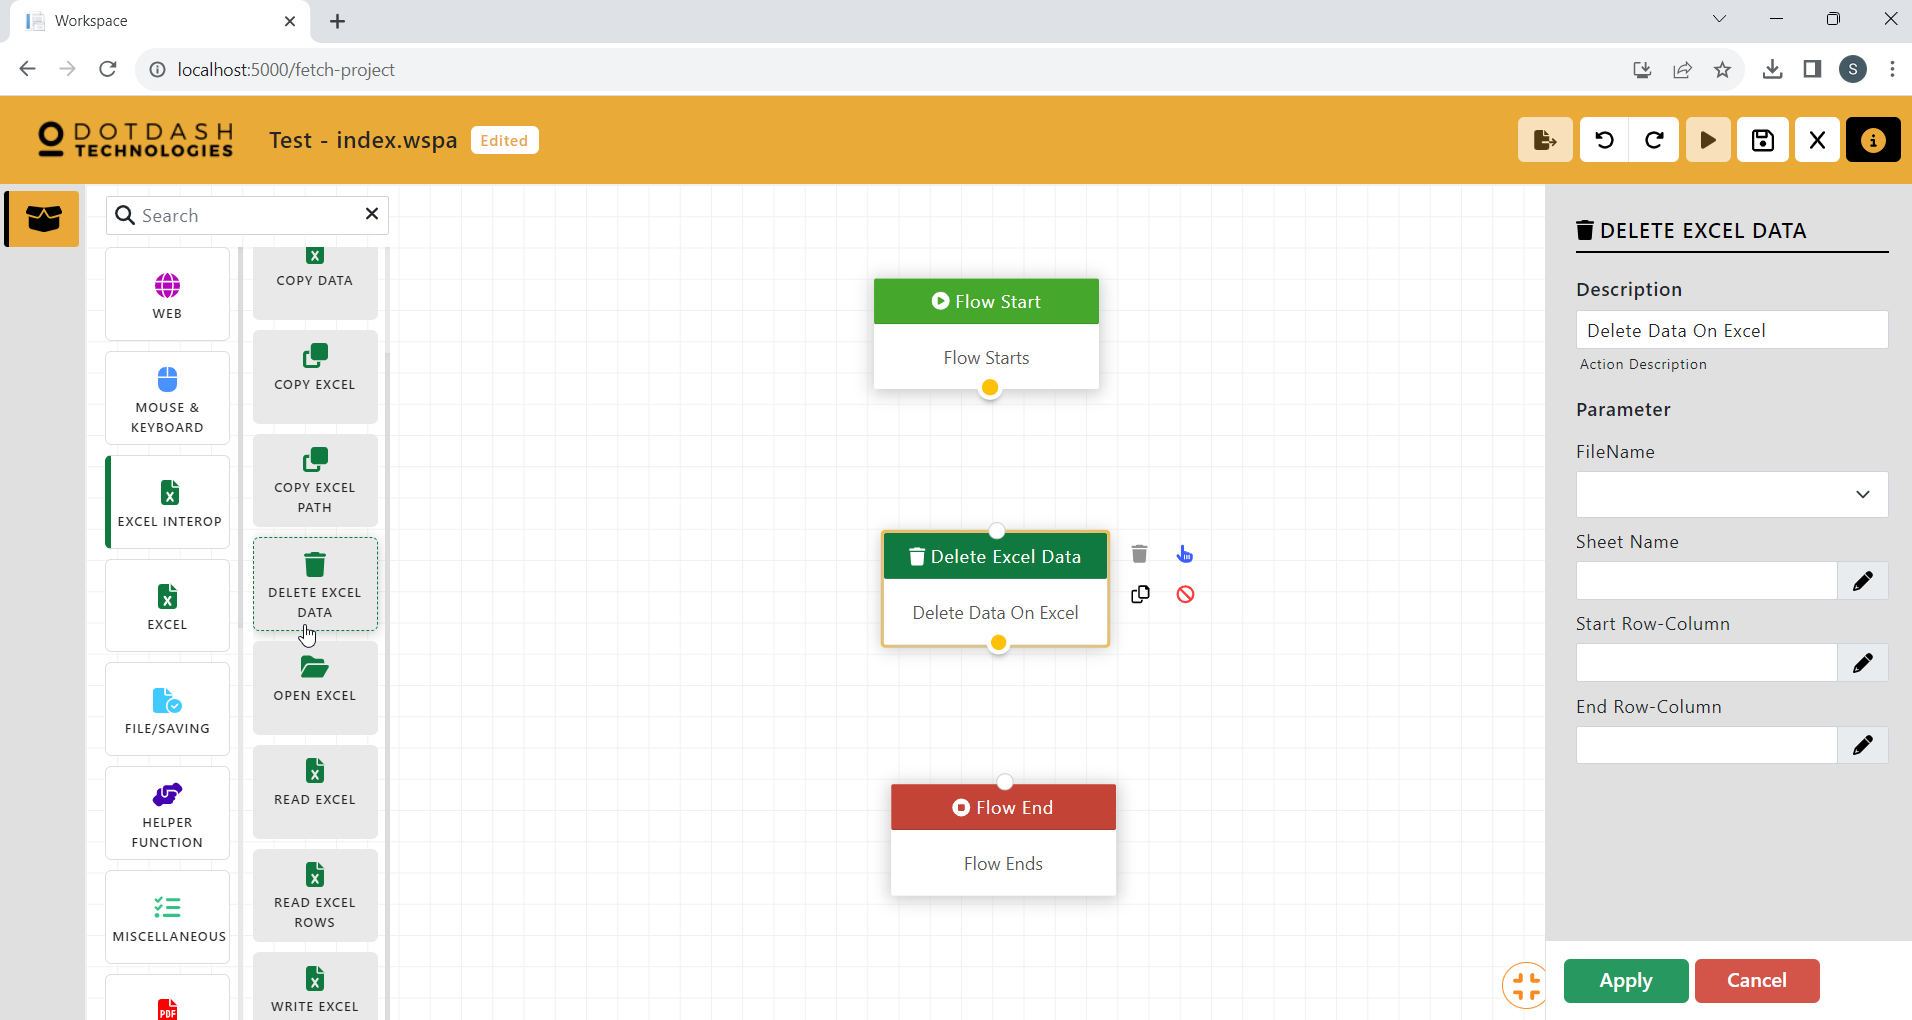 Workspace
localhost:5000/fetch-project
S
DOTDASH
TECHNOLOGIES
Test - index.wspa
Edited
Search
WEB
MOUSE &
KEYBOARD
EXCEL INTEROP
EXCEL
FILE/SAVING
HELPER
FUNCTION
MISCELLANEOUS
PDF
COPY DATA
COPY EXCEL
COPY EXCEL
PATH
DELETE EXCEL
DATA
OPEN EXCEL
READ EXCEL
READ EXCEL
ROWS
WRITE EXCEL
Flow Start
Flow Starts
Delete Excel Data
Delete Data On Excel
Flow End
Flow Ends
DELETE EXCEL DATA
Description
Delete Data On Excel
Action Description
Parameter
FileName
Sheet Name
Start Row-Column
End Row-Column
Apply
Cancel